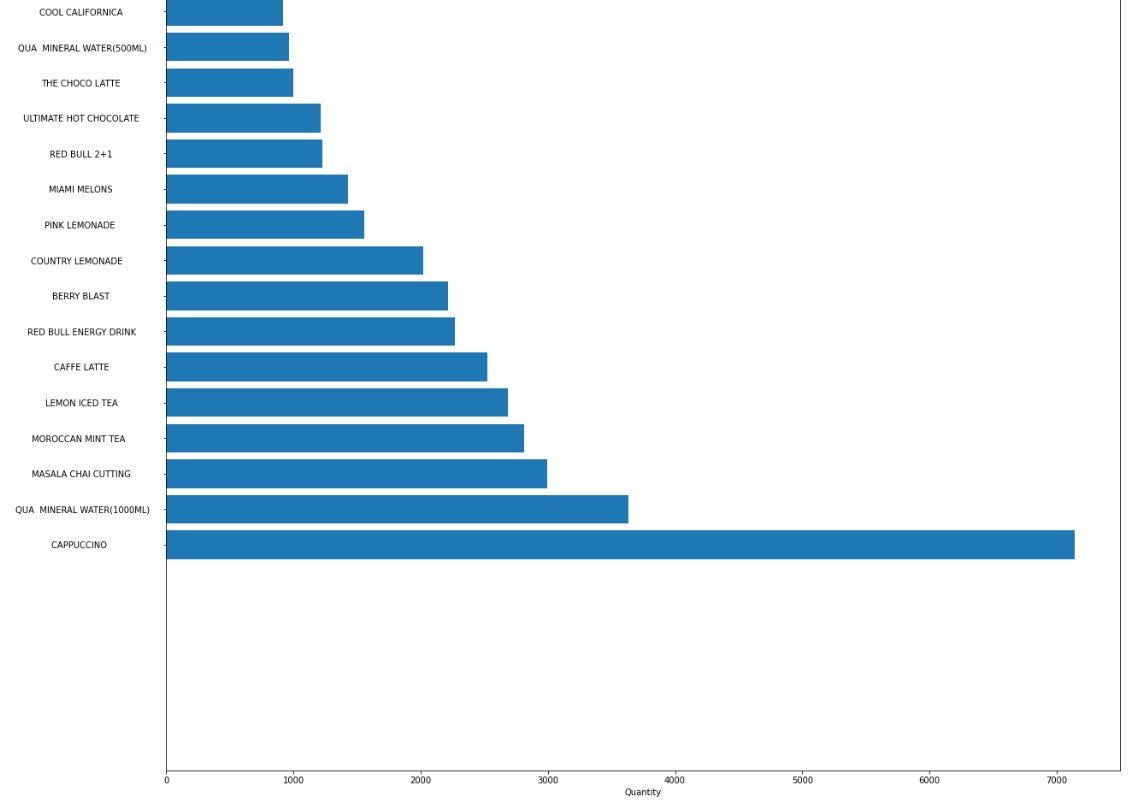 COOL CALIFORNICA
QUA  MINERAL WATER(500ML)
THE CHOCO LATTE
ULTIMATE HOT CHOCOLATE
RED BULL 2+1
MIAMI MELONS
PINK LEMONADE
COUNTRY LEMONADE
BERRY BLAST
RED BULL ENERGY DRINK
CAFFE LATTE
LEMON ICED TEA
MOROCCAN MINT TEA
MASALA CHAI CUTTING
QUA  MINERAL WATER(1000ML)
CAPPUCCINO
0 1000 2000 3000 4000 5000 6000 7000
Quantity